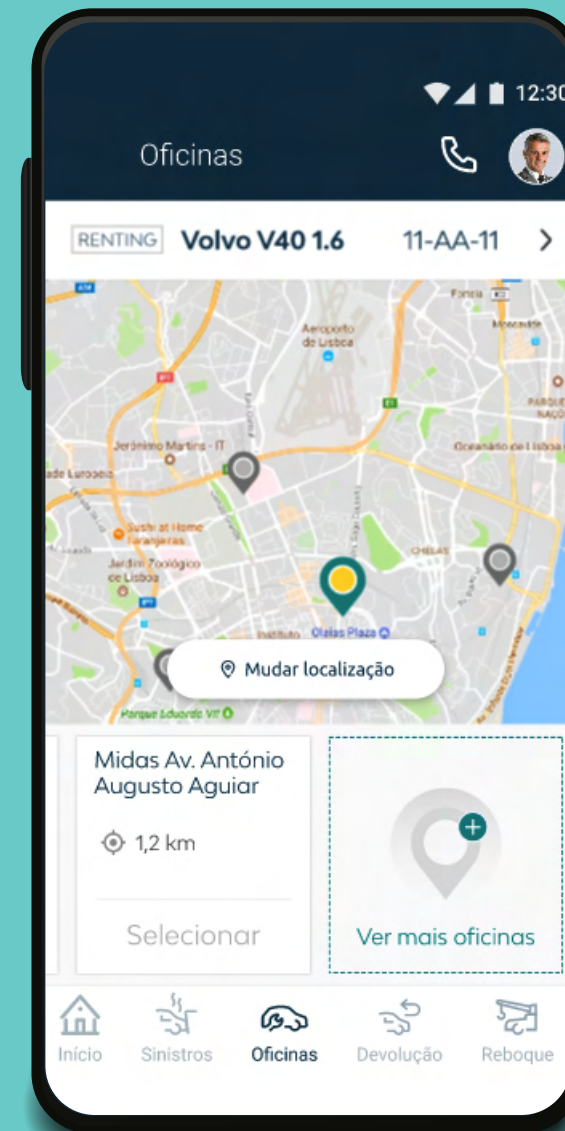 12:30
Oficinas
RENTING Volvo V40 1.6 11-AA-11
Aeroporto
de Lisboa
Jerónimo Martins - IT
Oceanário de Lisboa
Sushi at Home
Laranjeiras
Jardim Zoológico
de Lisboa
CHELAS
Instituto
Olaias Plaza
Mudar localização
Parque Eduardo VII
Midas Av. António
Augusto Aguiar
1,2 km
Selecionar
Ver mais oficinas
Início Sinistros Oficinas Devolução Reboque